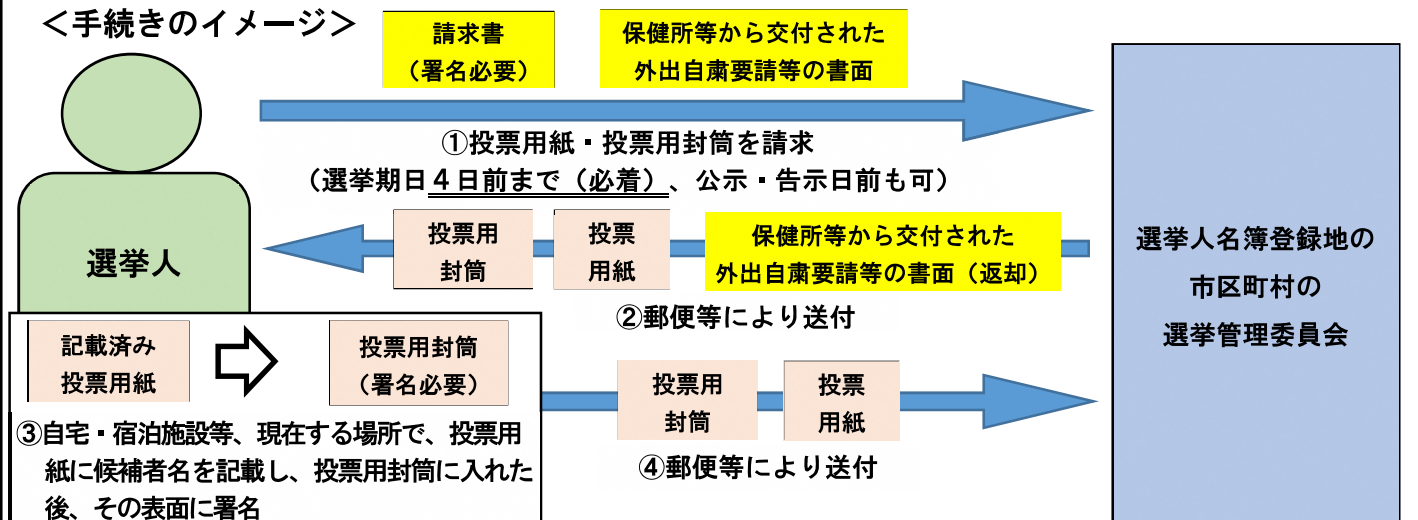 ＜手続きのイメージ＞
請求書
（署名必要）
保健所等から交付された
外出自粛要請等の書面
①投票用紙・投票用封筒を請求
（選挙期日４日前まで（必着）、公示・告示日前も可）
選挙人
投票用
封筒
投票
用紙
保健所等から交付された
外出自粛要請等の書面（返却）
②郵便等により送付
選挙人名簿登録地の
市区町村の
選挙管理委員会
記載済み
投票用紙
投票用封筒
（署名必要）
③自宅・宿泊施設等、現在する場所で、投票用
紙に候補者名を記載し、投票用封筒に入れた
後、その表面に署名
投票用
封筒
投票
用紙
④郵便等により送付